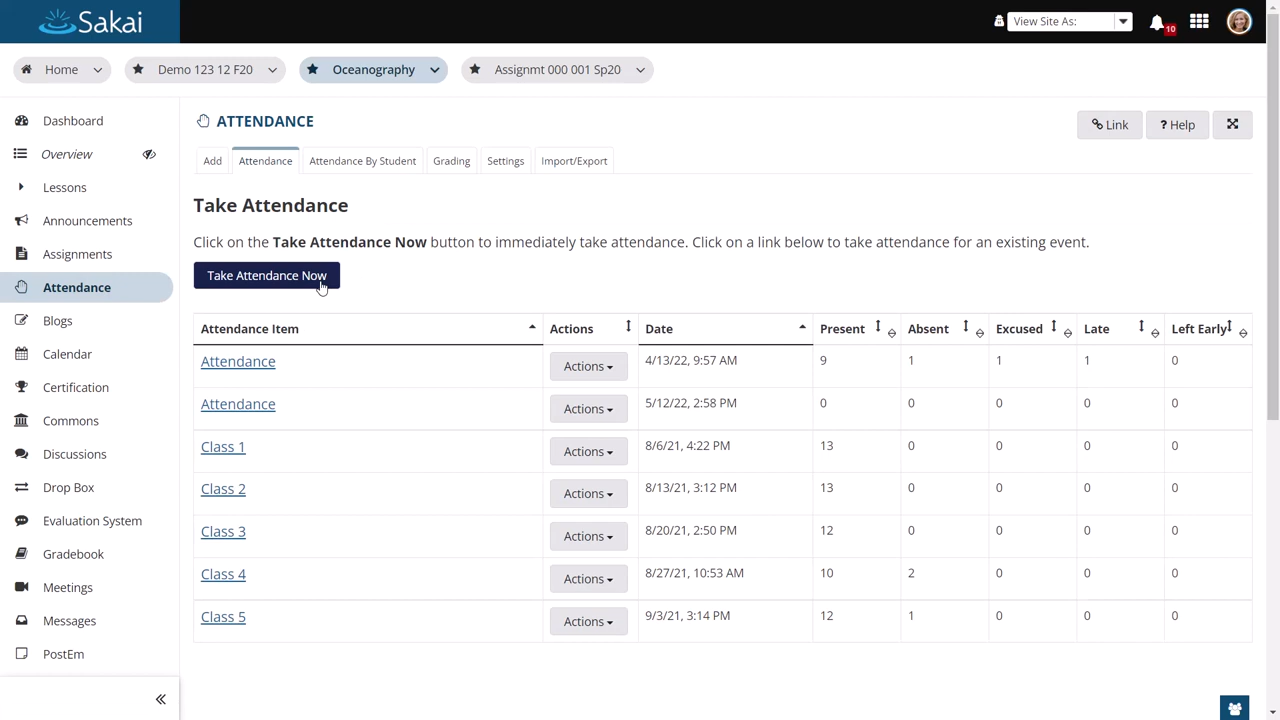 Sakai
View Site As:
10
Home
Demo 123 12 F20
Oceanography
Assignmt 000 001 Sp20
Dashboard
Overview
Lessons
Announcements
Assignments
Attendance
Blogs
Calendar
Certification
Commons
Discussions
Drop Box
Evaluation System
Gradebook
Meetings
Messages
PostEm
ATTENDANCE
Link
? Help
Add Attendance Attendance By Student Grading Settings Import/Export
Take Attendance
Click on the Take Attendance Now button to immediately take attendance. Click on a link below to take attendance for an existing event.
Take Attendance Now
Attendance Item Actions Date Present Absent Excused Late Left Early
Attendance Actions 4/13/22, 9:57 AM 9 1 1 1 0
Attendance Actions 5/12/22, 2:58 PM 0 0 0 0 0
Class 1 Actions 8/6/21, 4:22 PM 13 0 0 0 0
Class 2 Actions 8/13/21, 3:12 PM 13 0 0 0 0
Class 3 Actions 8/20/21, 2:50 PM 12 0 0 0 0
Class 4 Actions 8/27/21, 10:53 AM 10 2 0 0 0
Class 5 Actions 9/3/21, 3:14 PM 12 1 0 0 0